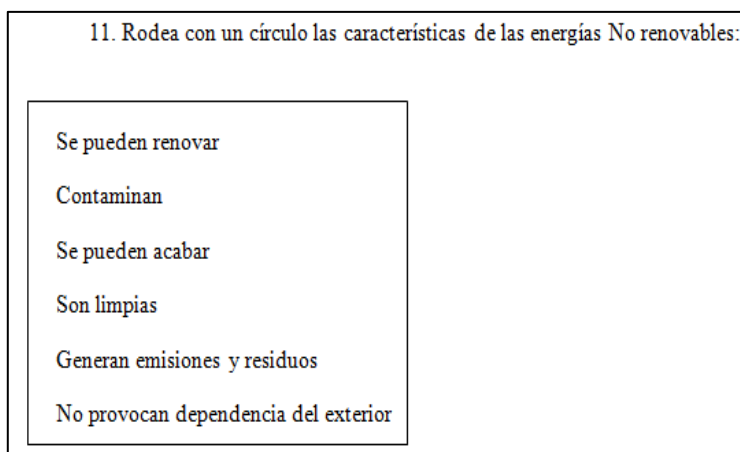 11. Rodea con un círculo las características de las energías No renovables:
Se pueden renovar
Contaminan
Se pueden acabar
Son limpias
Generan emisiones y residuos
No provocan dependencia del exterior